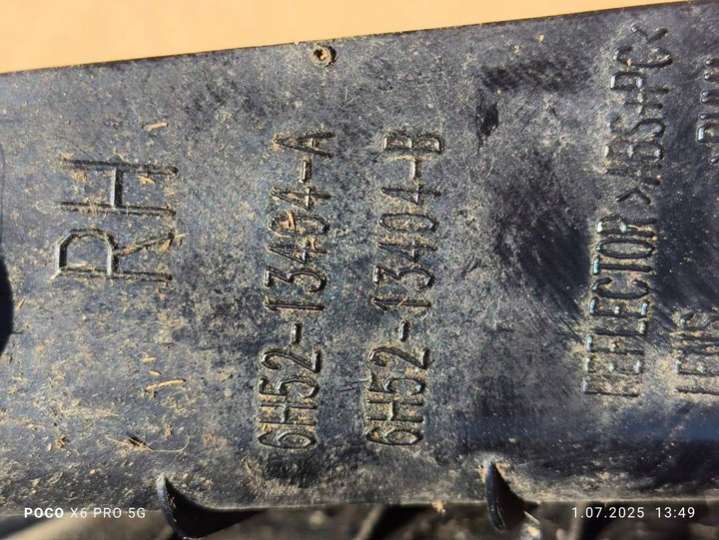 RH
6H52-13404-A
6H52-13404-B
REFLECTOR >ABS+PC<
LENS
POCO X6 PRO 5G
1.07.2025 13:49